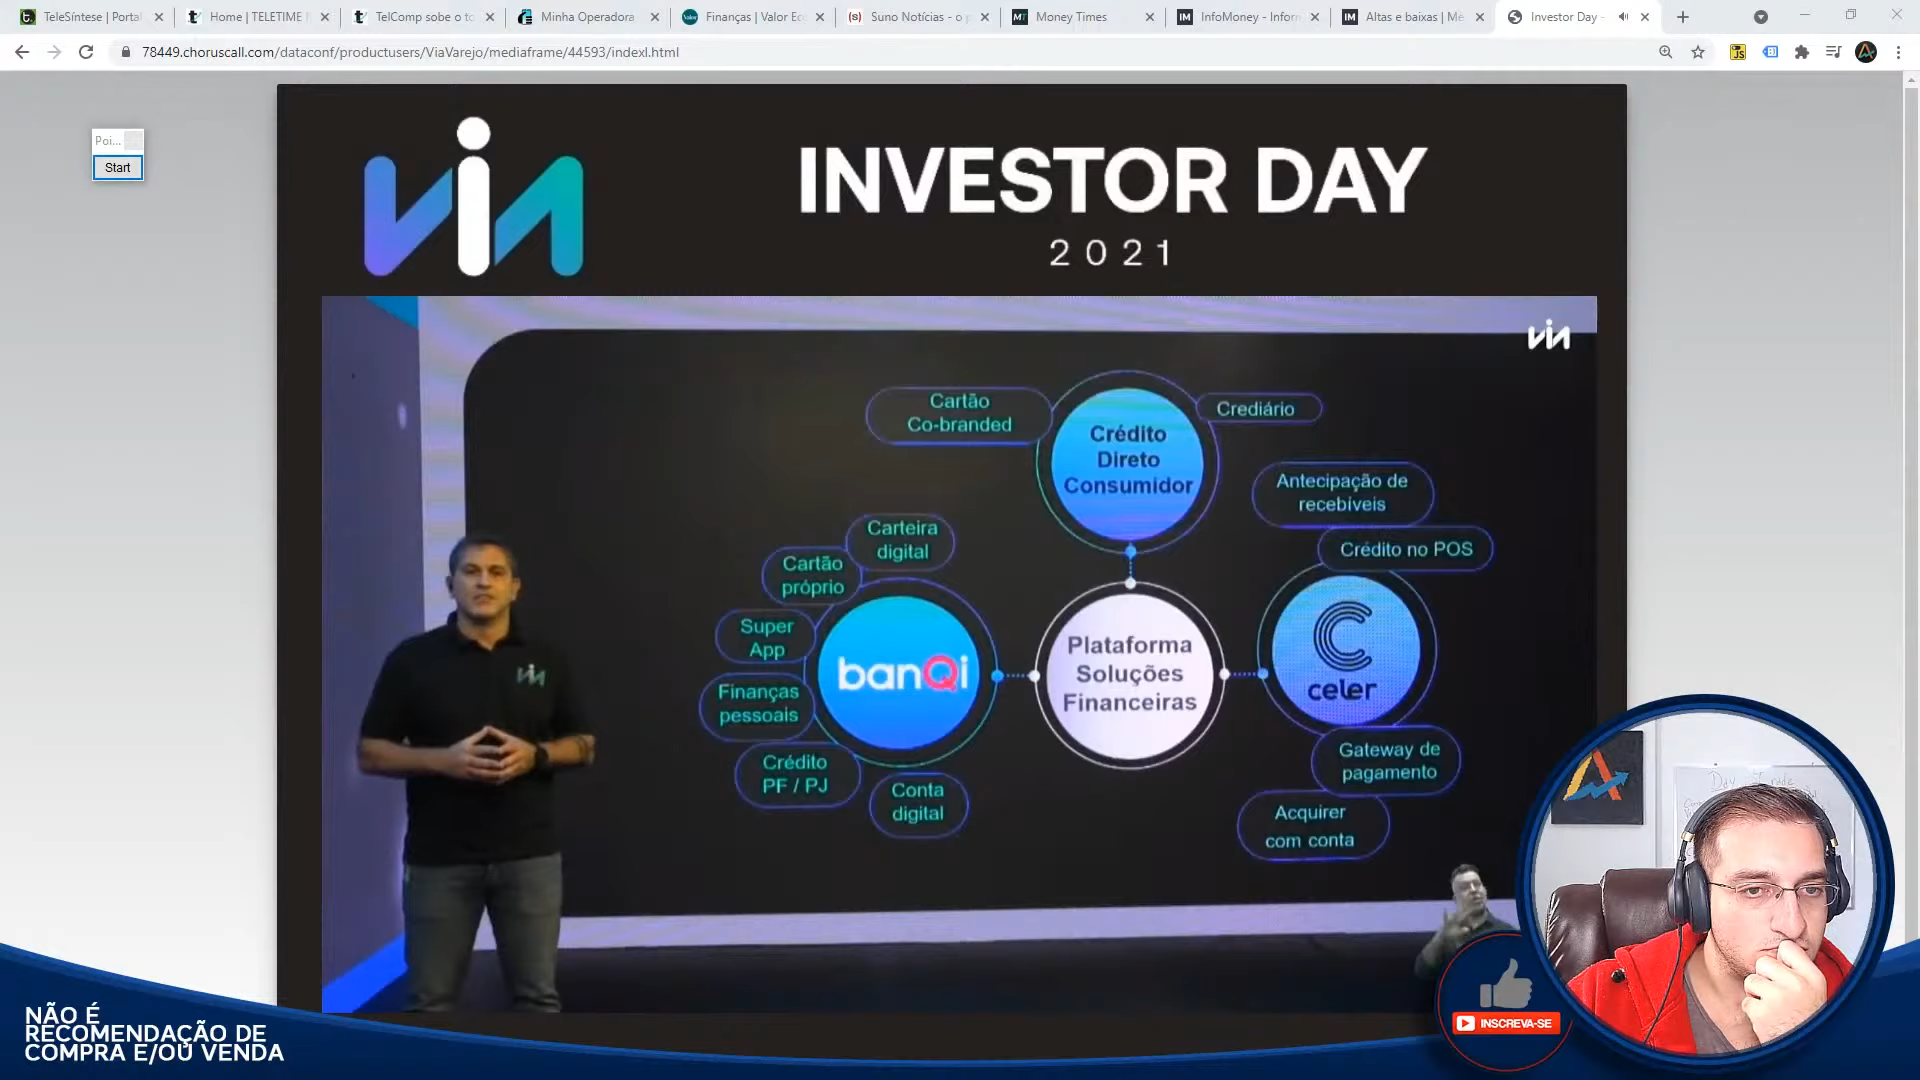 TeleSíntese | Portal
Home | TELETIME N
TelComp sobe o to
Minha Operadora
Finanças | Valor Ec
Suno Notícias - o p
Money Times
InfoMoney - Inform
Altas e baixas | Me
Investor Day -
78449.choruscall.com/dataconf/productusers/ViaVarejo/mediaframe/44593/indexl.html
Poi...
Start
via
INVESTOR DAY
2021
via
Cartão
Co-branded
Crédito
Direto
Consumidor
Crediário
Antecipação de
recebíveis
Crédito no POS
Carteira
digital
Cartão
próprio
Super
App
Finanças
pessoais
Crédito
PF / PJ
Conta
digital
banQi
Plataforma
Soluções
Financeiras
celer
Gateway de
pagamento
Acquirer
com conta
via
NÃO É
RECOMENDAÇÃO DE
COMPRA E/OU VENDA
INSCREVA-SE
Day trade